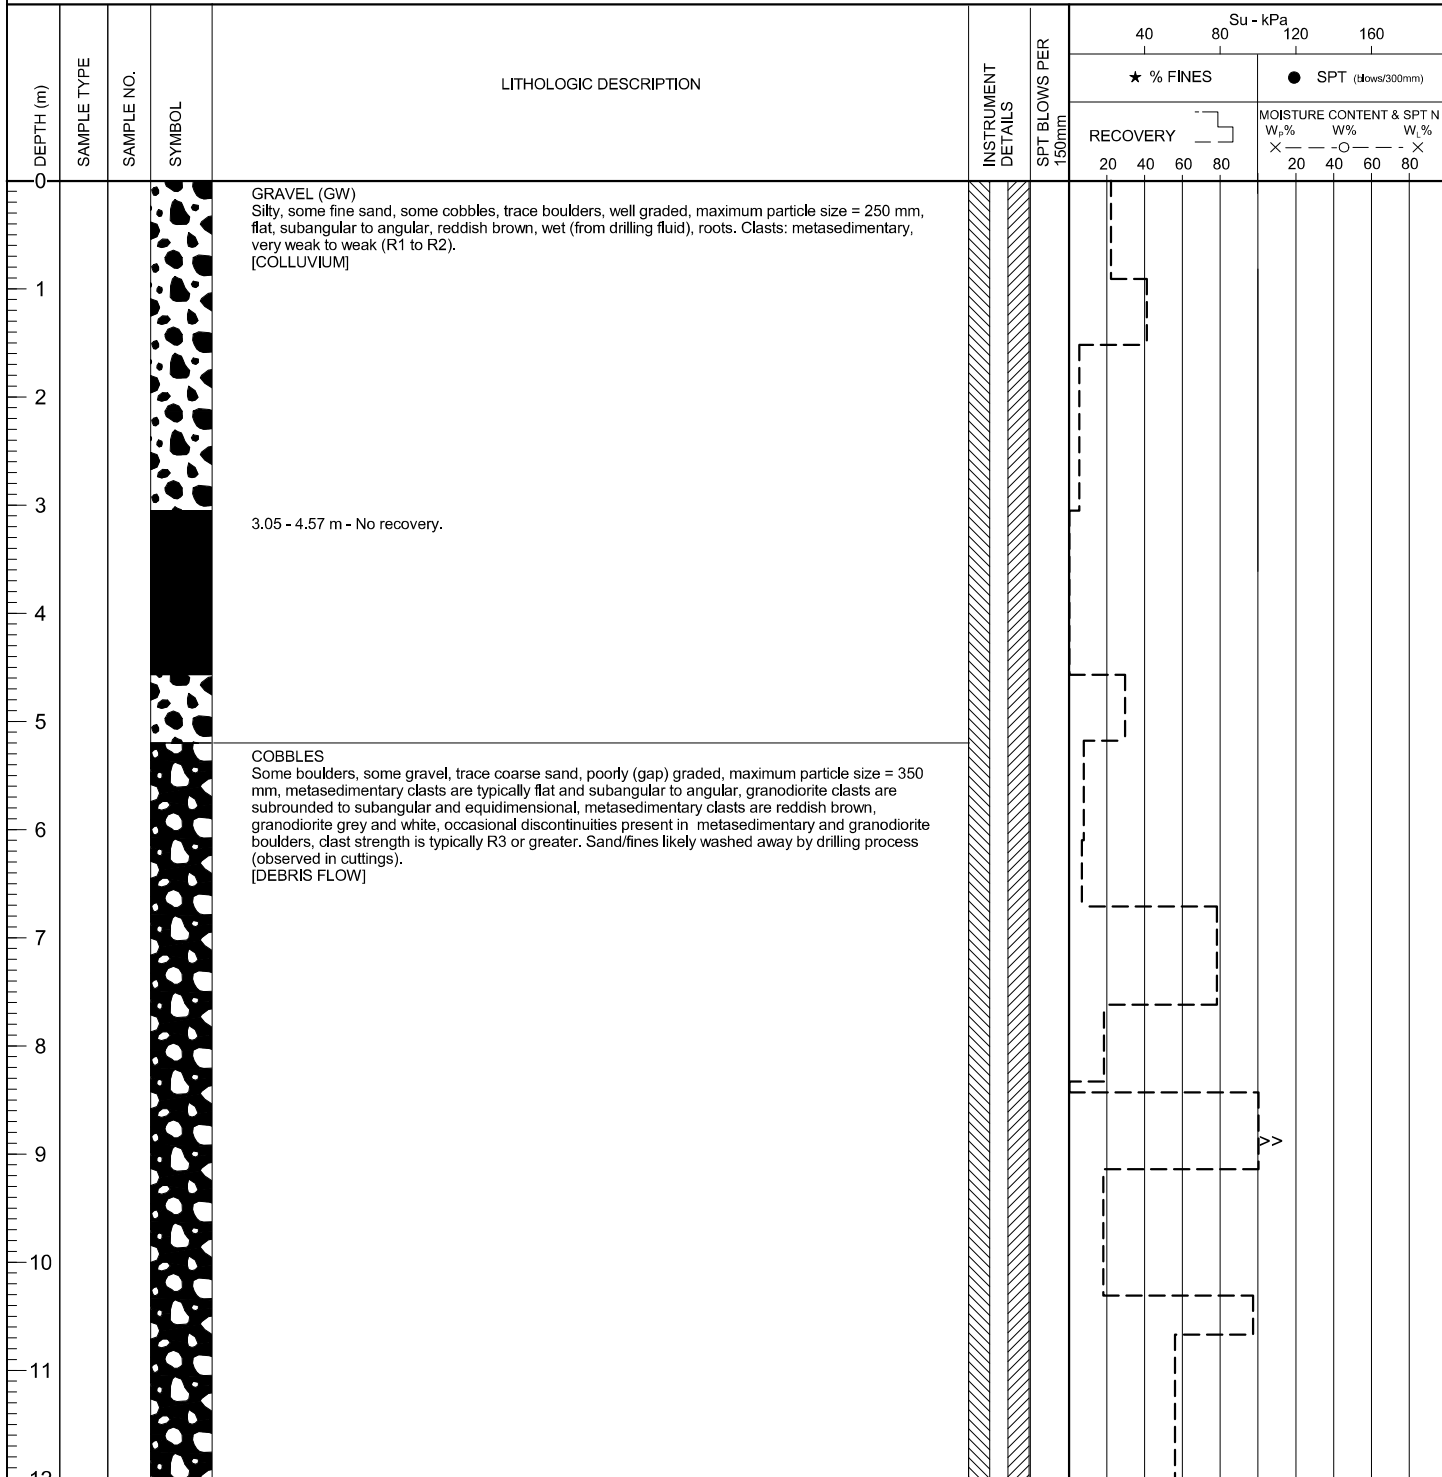 Su - kPa
40 80 120 160
DEPTH (m)
SAMPLE TYPE
SAMPLE NO.
SYMBOL
LITHOLOGIC DESCRIPTION
INSTRUMENT
DETAILS
SPT BLOWS PER
150mm
★ % FINES
● SPT (blows/300mm)
RECOVERY
MOISTURE CONTENT & SPT N
W_P% W% W_L%
20 40 60 80 20 40 60 80
0
GRAVEL (GW)
Silty, some fine sand, some cobbles, trace boulders, well graded, maximum particle size = 250 mm,
flat, subangular to angular, reddish brown, wet (from drilling fluid), roots. Clasts: metasedimentary,
very weak to weak (R1 to R2).
[COLLUVIUM]
1
2
3
3.05 - 4.57 m - No recovery.
4
5
COBBLES
Some boulders, some gravel, trace coarse sand, poorly (gap) graded, maximum particle size = 350
mm, metasedimentary clasts are typically flat and subangular to angular, granodiorite clasts are
subrounded to subangular and equidimensional, metasedimentary clasts are reddish brown,
granodiorite grey and white, occasional discontinuities present in metasedimentary and granodiorite
boulders, clast strength is typically R3 or greater. Sand/fines likely washed away by drilling process
(observed in cuttings).
[DEBRIS FLOW]
6
7
8
9
>>
10
11
12